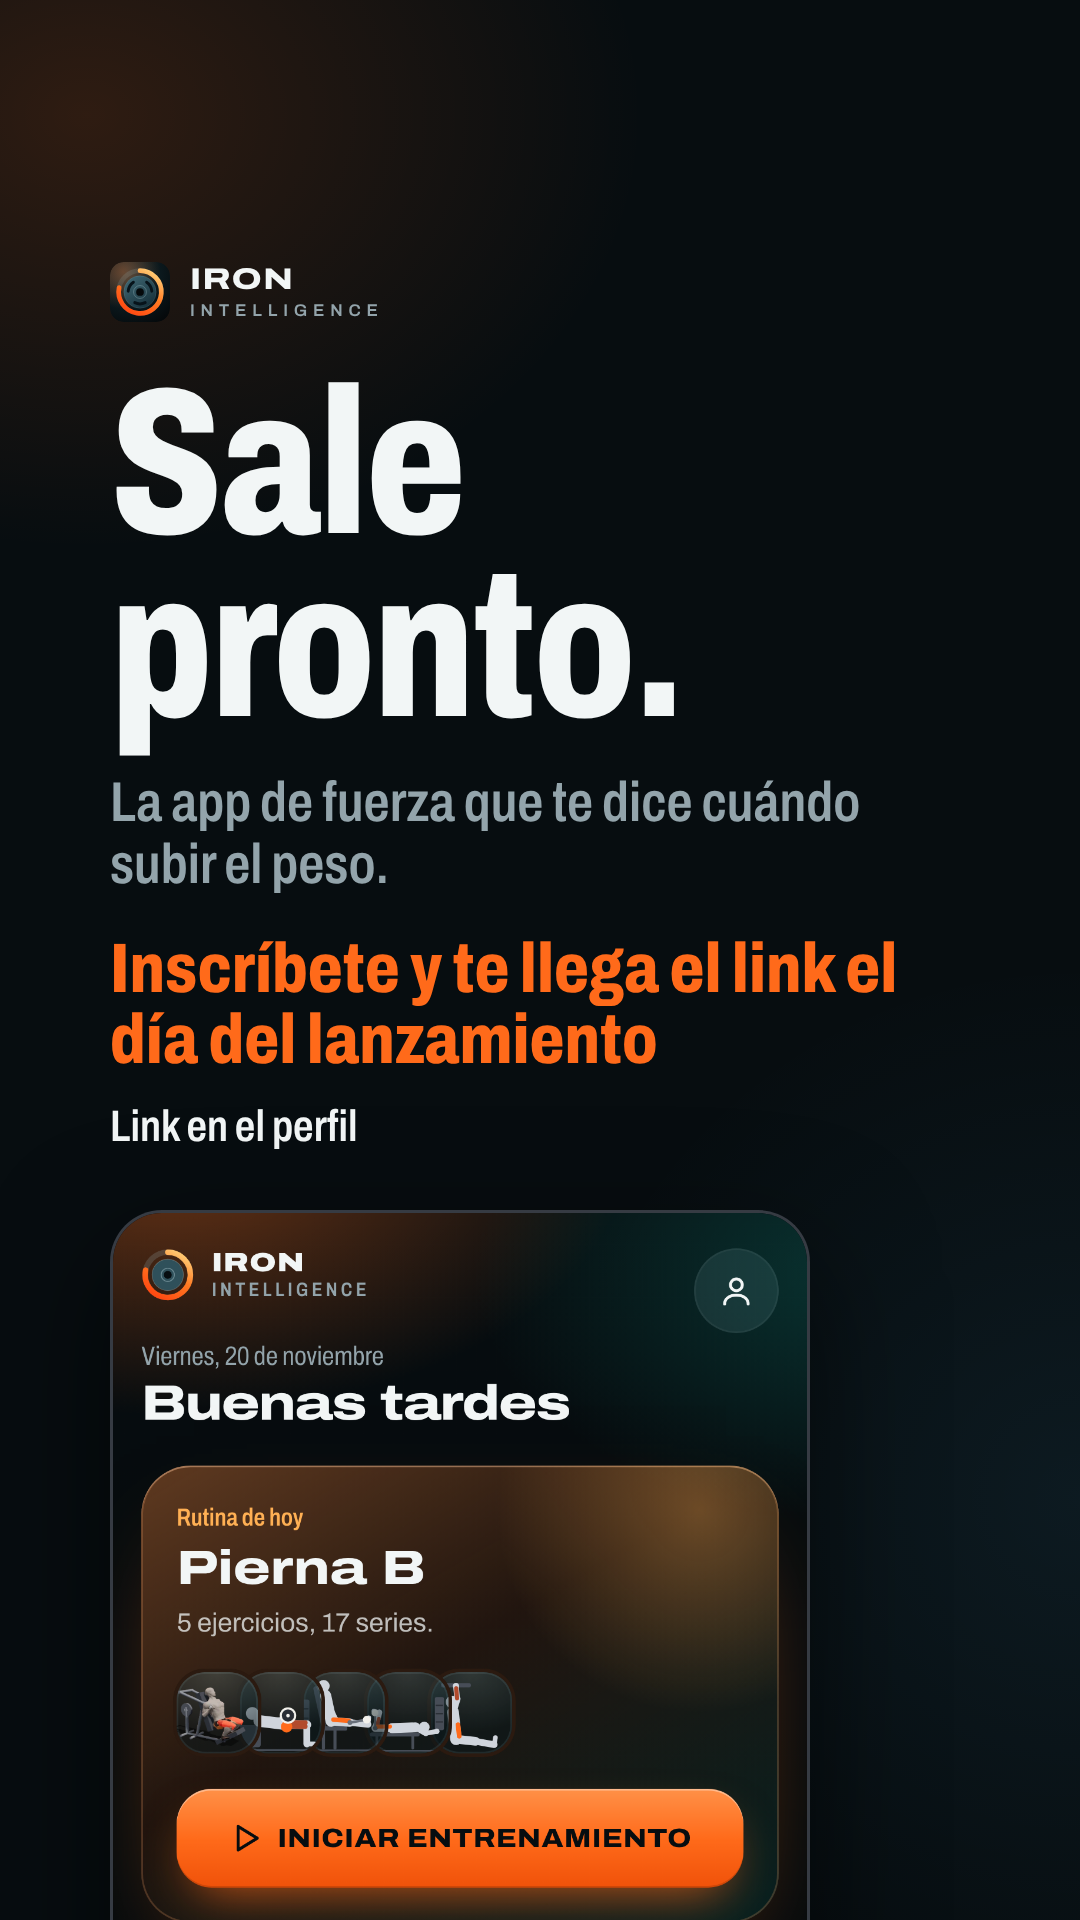 IRON
INTELLIGENCE
Sale
pronto.
La app de fuerza que te dice cuándo
subir el peso.
Inscríbete y te llega el link el
día del lanzamiento
Link en el perfil
IRON
INTELLIGENCE
Viernes, 20 de noviembre
Buenas tardes
Rutina de hoy
Pierna B
5 ejercicios, 17 series.
INICIAR ENTRENAMIENTO